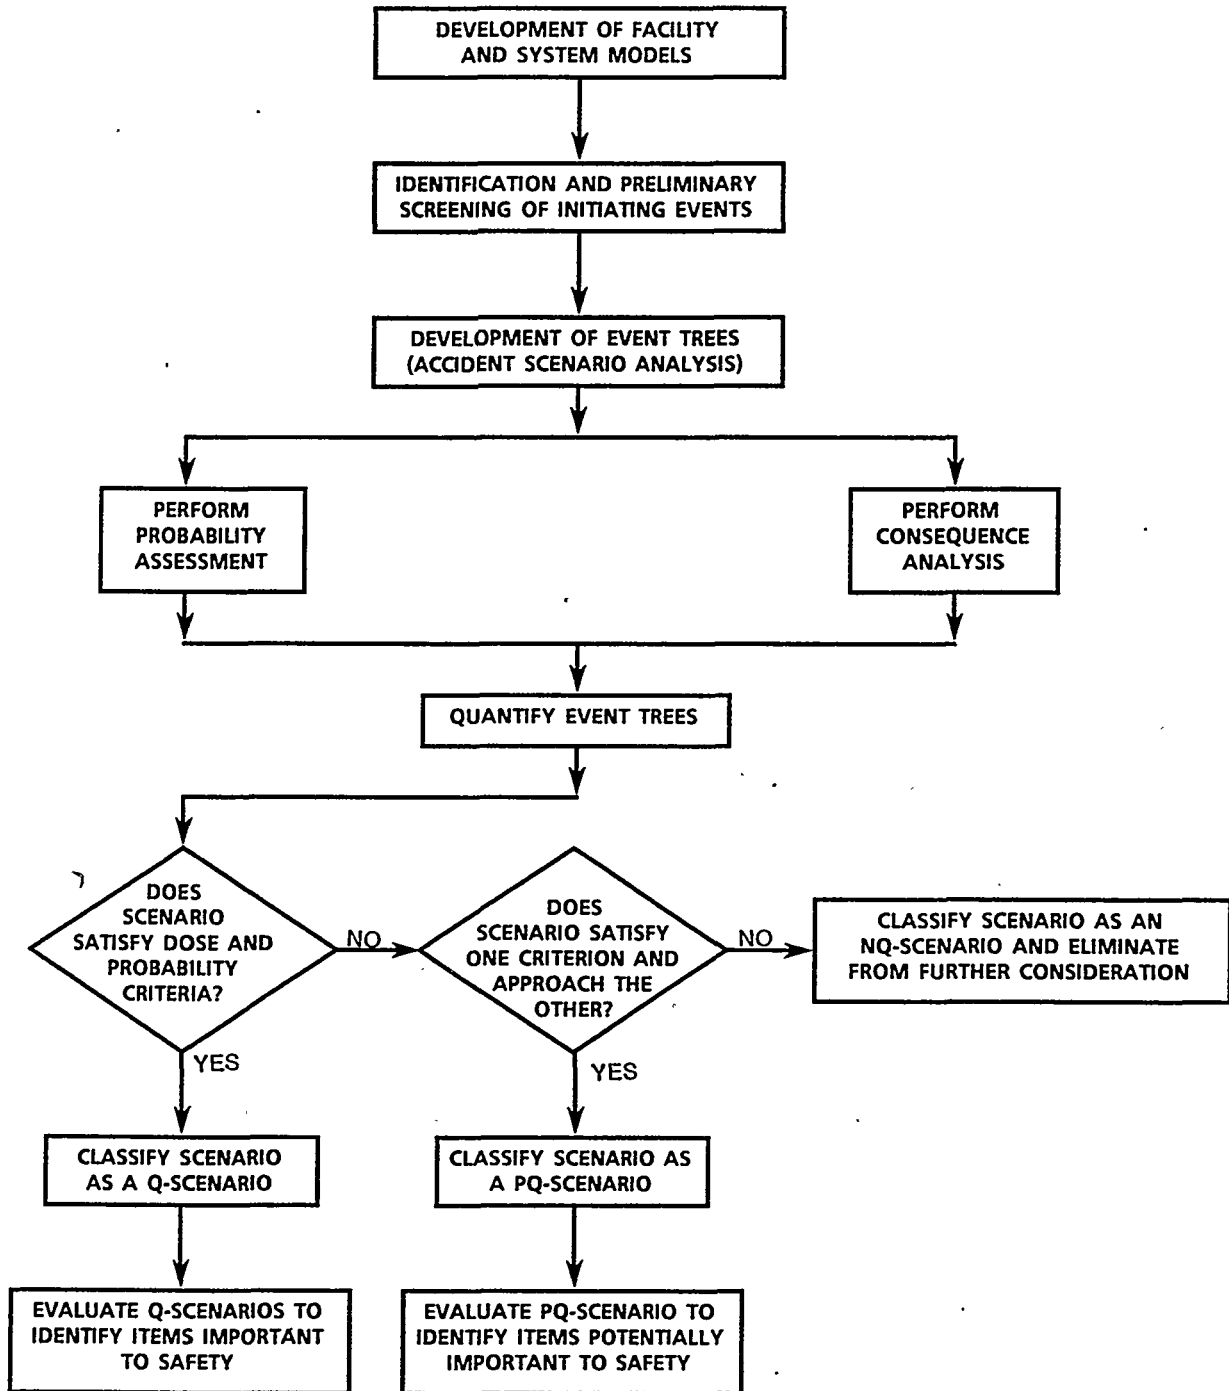 DEVELOPMENT OF FACILITY
AND SYSTEM MODELS
IDENTIFICATION AND PRELIMINARY
SCREENING OF INITIATING EVENTS
DEVELOPMENT OF EVENT TREES
(ACCIDENT SCENARIO ANALYSIS)
PERFORM
PROBABILITY
ASSESSMENT
PERFORM
CONSEQUENCE
ANALYSIS
QUANTIFY EVENT TREES
DOES
SCENARIO
SATISFY DOSE AND
PROBABILITY
CRITERIA?
NO
DOES
SCENARIO SATISFY
ONE CRITERION AND
APPROACH THE
OTHER?
NO
CLASSIFY SCENARIO AS AN
NQ-SCENARIO AND ELIMINATE
FROM FURTHER CONSIDERATION
YES
YES
CLASSIFY SCENARIO
AS A Q-SCENARIO
CLASSIFY SCENARIO AS
A PQ-SCENARIO
EVALUATE Q-SCENARIOS TO
IDENTIFY ITEMS IMPORTANT
TO SAFETY
EVALUATE PQ-SCENARIO TO
IDENTIFY ITEMS POTENTIALLY
IMPORTANT TO SAFETY